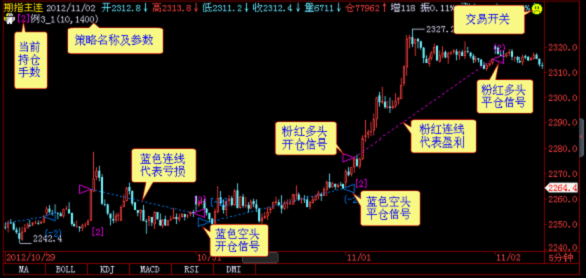 期指主连 2012/11/02 开2312.8↓ 高2313.8↓ 低2311.2↓ 收2312.4↓ 量6711↓ 仓77962↑ 增118 振0.11%
[2]例3_1(10,1400)
交易开关
当前
持仓
手数
策略名称及参数
2327.
[2]
2320.0
2310.0
2300.0
粉红多头
平仓信号
2290.0
粉红多头
开仓信号
粉红连线
代表盈利
2280.0
蓝色连线
代表亏损
2270.0
2264.4
[2]
蓝色空头
平仓信号
2260.0
2250.0
[2]
蓝色空头
开仓信号
2242.4
2240.0
2012/10/29
10/31
11/01
11/02
5分钟
MA BOLL KDJ MACD RSI DMI